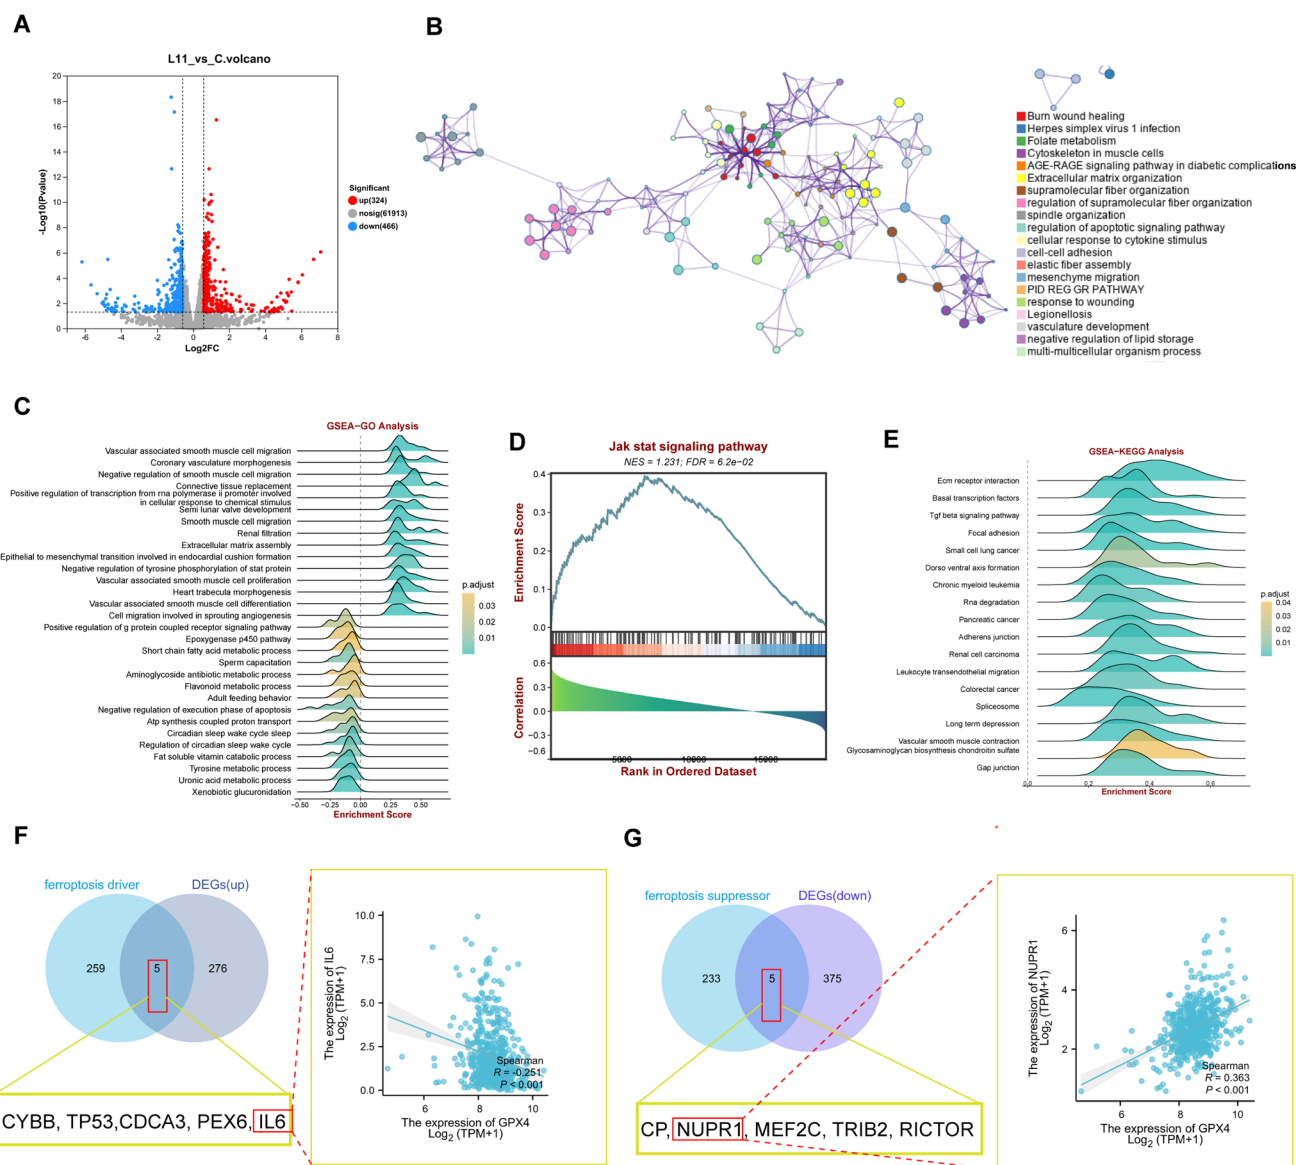 A
L11_vs_C.volcano
20
18
16
14
12
10
8
6
4
2
0
-Log10(Pvalue)
-6
-4
-2
0
2
4
6
8
Log2FC
Significant
up(324)
nosig(61913)
down(466)
B
Burn wound healing
Herpes simplex virus 1 infection
Folate metabolism
Cytoskeleton in muscle cells
AGE-RAGE signaling pathway in diabetic complications
Extracellular matrix organization
supramolecular fiber organization
regulation of supramolecular fiber organization
spindle organization
regulation of apoptotic signaling pathway
cellular response to cytokine stimulus
cell-cell adhesion
elastic fiber assembly
mesenchyme migration
PID REG GR PATHWAY
response to wounding
Legionellosis
vasculature development
negative regulation of lipid storage
multi-multicellular organism process
C
GSEA−GO Analysis
Vascular associated smooth muscle cell migration
Coronary vasculature morphogenesis
Negative regulation of smooth muscle cell migration
Connective tissue replacement
Positive regulation of transcription from rna polymerase ii promoter involved
in cellular response to chemical stimulus
Semi lunar valve development
Smooth muscle cell migration
Renal filtration
Extracellular matrix assembly
Epithelial to mesenchymal transition involved in endocardial cushion formation
Negative regulation of tyrosine phosphorylation of stat protein
Vascular associated smooth muscle cell proliferation
Heart trabecula morphogenesis
Vascular associated smooth muscle cell differentiation
Cell migration involved in sprouting angiogenesis
Positive regulation of g protein coupled receptor signaling pathway
Epoxygenase p450 pathway
Short chain fatty acid metabolic process
Sperm capacitation
Aminoglycoside antibiotic metabolic process
Flavonoid metabolic process
Adult feeding behavior
Negative regulation of execution phase of apoptosis
Atp synthesis coupled proton transport
Circadian sleep wake cycle sleep
Regulation of circadian sleep wake cycle
Fat soluble vitamin catabolic process
Tyrosine metabolic process
Uronic acid metabolic process
Xenobiotic glucuronidation
−0.50
−0.25
0.00
0.25
0.50
Enrichment Score
p.adjust
0.03
0.02
0.01
D
Jak stat signaling pathway
NES = 1.231; FDR = 6.2e−02
0.4
0.3
0.2
0.1
0.0
Enrichment Score
0.6
0.3
0.0
−0.3
−0.6
Correlation
5000
10000
15000
Rank in Ordered Dataset
E
GSEA−KEGG Analysis
Ecm receptor interaction
Basal transcription factors
Tgf beta signaling pathway
Focal adhesion
Small cell lung cancer
Dorso ventral axis formation
Chronic myeloid leukemia
Rna degradation
Pancreatic cancer
Adherens junction
Renal cell carcinoma
Leukocyte transendothelial migration
Colorectal cancer
Spliceosome
Long term depression
Vascular smooth muscle contraction
Glycosaminoglycan biosynthesis chondroitin sulfate
Gap junction
0.0
0.2
0.4
0.6
Enrichment Score
p.adjust
0.04
0.03
0.02
0.01
F
ferroptosis driver
DEGs(up)
259
5
276
CYBB, TP53,CDCA3, PEX6, IL6
10.0
7.5
5.0
2.5
0.0
The expression of IL6
Log2 (TPM+1)
Spearman
R = -0.251
P < 0.001
6
8
10
The expression of GPX4
Log2 (TPM+1)
G
ferroptosis suppressor
DEGs(down)
233
5
375
CP, NUPR1, MEF2C, TRIB2, RICTOR
6
4
2
The expression of NUPR1
Log2 (TPM+1)
Spearman
R = 0.363
P < 0.001
6
8
10
The expression of GPX4
Log2 (TPM+1)